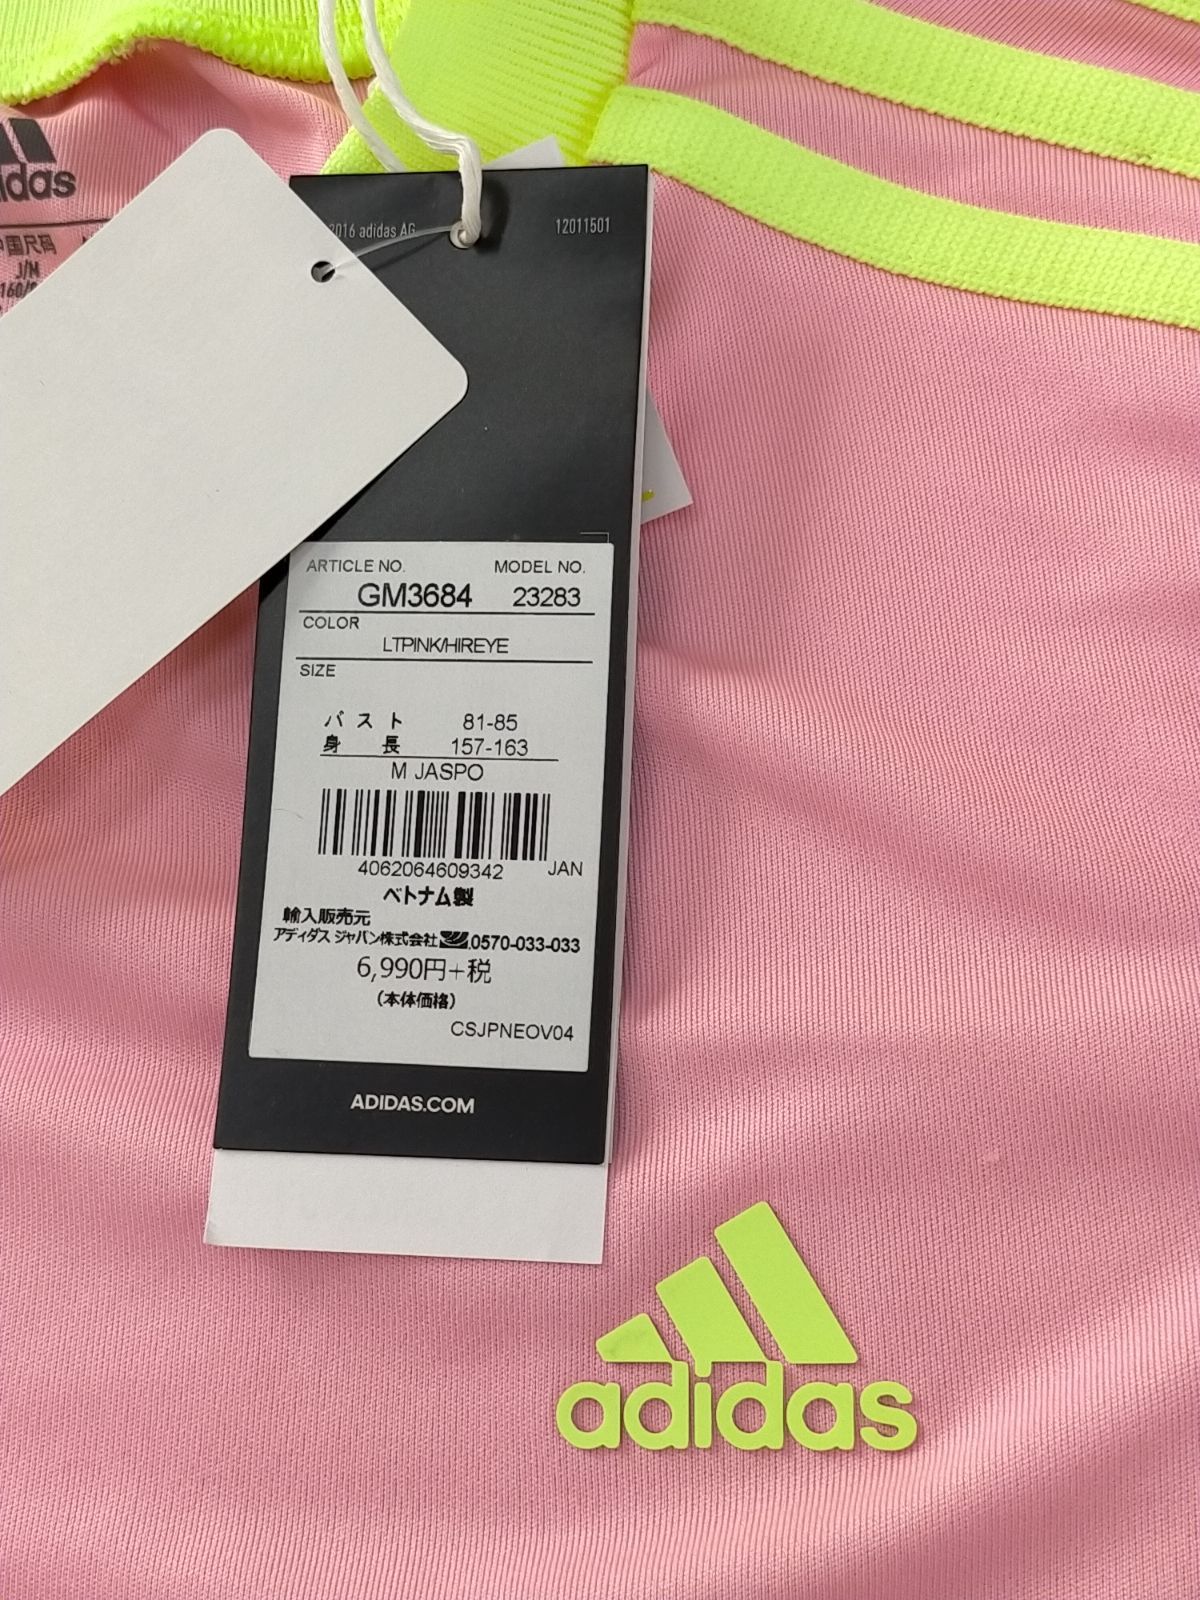 adidas
中国尺码
J/M
2016 adidas AG
12011501
ARTICLE NO. MODEL NO.
GM3684 23283
COLOR
LTPINK/HIREYE
SIZE
バスト 81-85
身長 157-163
M JASPO
4062064609342 JAN
ベトナム製
輸入販売元
アディダス ジャパン株式会社 0570-033-033
6,990円+税
(本体価格)
CSJPNEOV04
ADIDAS.COM
adidas